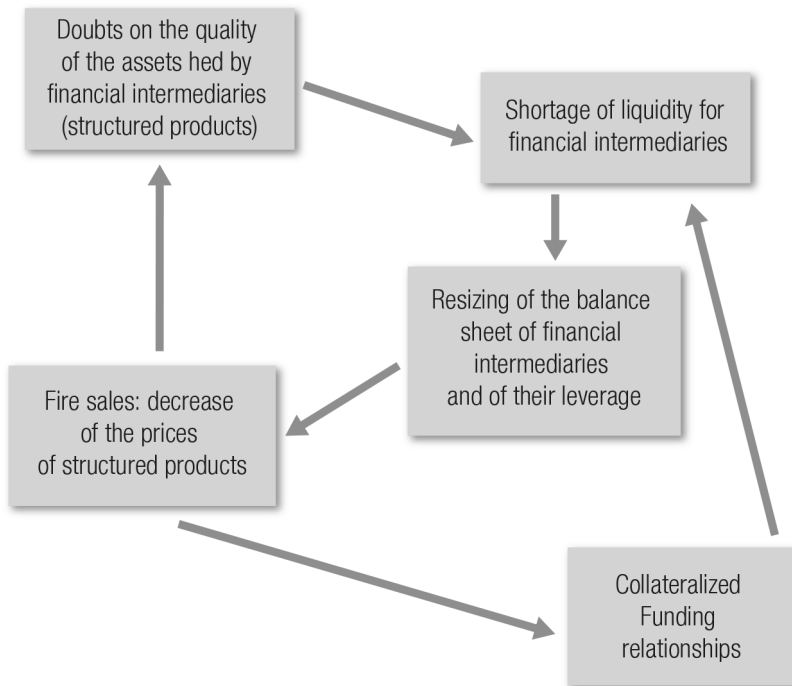 Doubts on the quality
of the assets hed by
financial intermediaries
(structured products)
Shortage of liquidity for
financial intermediaries
Resizing of the balance
sheet of financial
intermediaries
and of their leverage
Fire sales: decrease
of the prices
of structured products
Collateralized
Funding
relationships